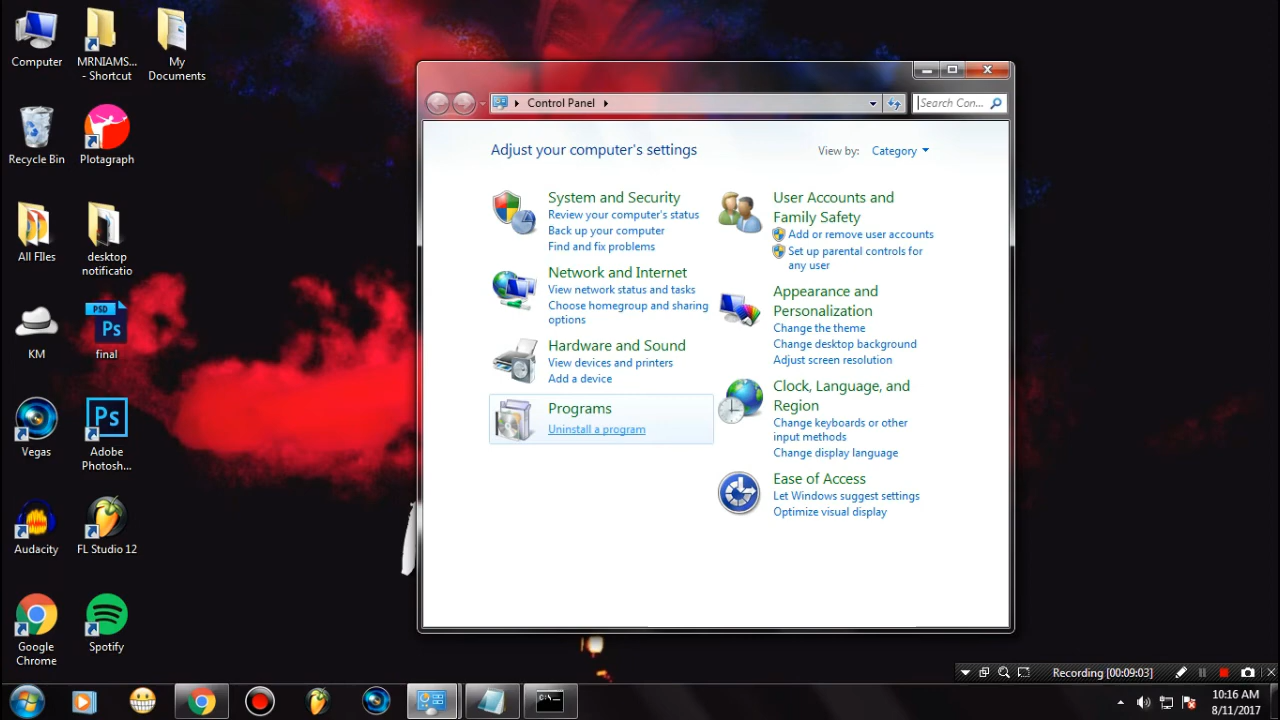 Computer
MRNIAMS...
- Shortcut
My
Documents
Recycle Bin
Plotagraph
All FIles
desktop
notificatio
KM
PSD
Ps
final
Vegas
Ps
Adobe
Photosh...
Audacity
FL Studio 12
Google
Chrome
Spotify
Control Panel
Search Con...
Adjust your computer's settings
View by: Category
System and Security
Review your computer's status
Back up your computer
Find and fix problems
Network and Internet
View network status and tasks
Choose homegroup and sharing
options
Hardware and Sound
View devices and printers
Add a device
Programs
Uninstall a program
User Accounts and
Family Safety
Add or remove user accounts
Set up parental controls for
any user
Appearance and
Personalization
Change the theme
Change desktop background
Adjust screen resolution
Clock, Language, and
Region
Change keyboards or other
input methods
Change display language
Ease of Access
Let Windows suggest settings
Optimize visual display
Recording [00:09:03]
10:16 AM
8/11/2017